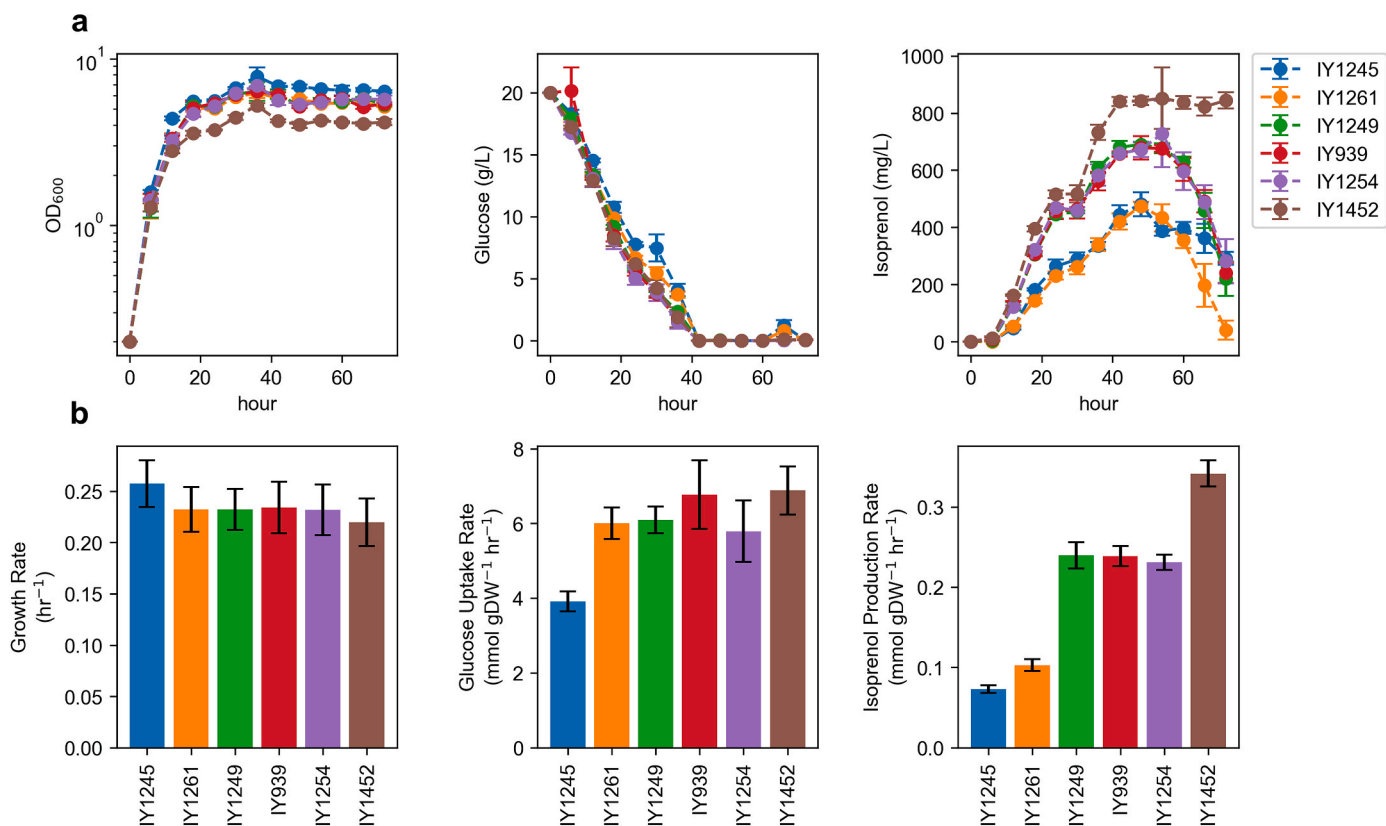 a
10¹
10⁰
OD₆₀₀
0 20 40 60
hour
20
15
10
5
0
Glucose (g/L)
0 20 40 60
hour
1000
800
600
400
200
0
Isoprenol (mg/L)
0 20 40 60
hour
IY1245
IY1261
IY1249
IY939
IY1254
IY1452
b
0.25
0.20
0.15
0.10
0.05
0.00
Growth Rate
(hr⁻¹)
IY1245
IY1261
IY1249
IY939
IY1254
IY1452
8
6
4
2
0
Glucose Uptake Rate
(mmol gDW⁻¹ hr⁻¹)
IY1245
IY1261
IY1249
IY939
IY1254
IY1452
0.3
0.2
0.1
0.0
Isoprenol Production Rate
(mmol gDW⁻¹ hr⁻¹)
IY1245
IY1261
IY1249
IY939
IY1254
IY1452